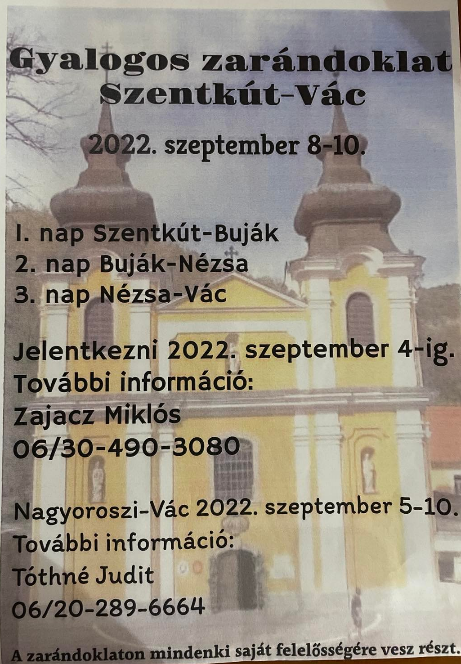 Gyalogos zarándoklat
Szentkút-Vác
2022. szeptember 8-10.
1. nap Szentkút-Buják
2. nap Buják-Nézsa
3. nap Nézsa-Vác
Jelentkezni 2022. szeptember 4-ig.
További információ:
Zajacz Miklós
06/30-490-3080
Nagyoroszi-Vác 2022. szeptember 5-10.
További információ:
Tóthné Judit
06/20-289-6664
A zarándoklaton mindenki saját felelősségére vesz részt.